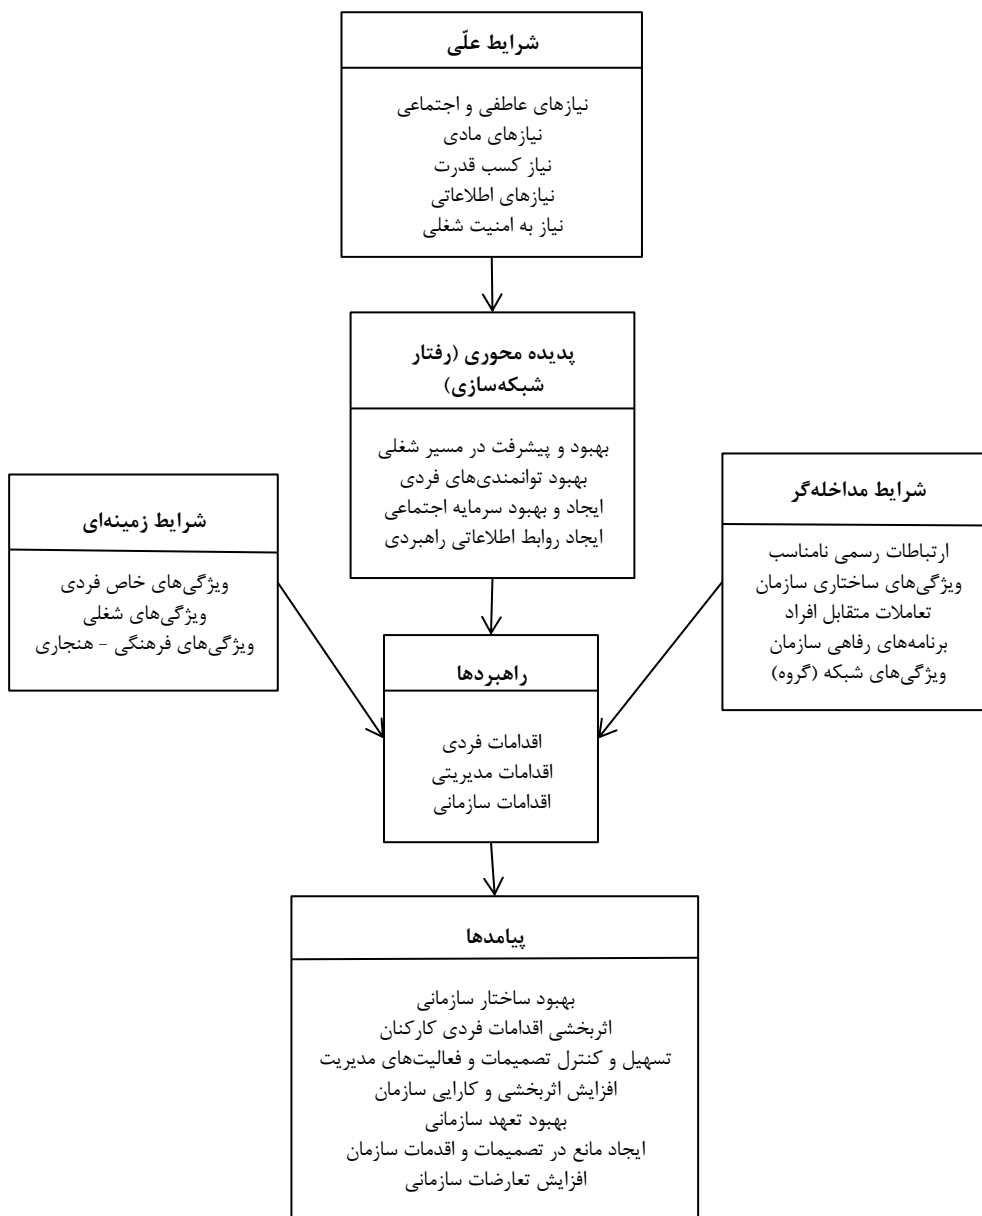 شرایط علّی
نیازهای عاطفی و اجتماعی
نیازهای مادی
نیاز کسب قدرت
نیازهای اطلاعاتی
نیاز به امنیت شغلی
پدیده محوری (رفتار
شبکه‌سازی)
بهبود و پیشرفت در مسیر شغلی
بهبود توانمندی‌های فردی
ایجاد و بهبود سرمایه اجتماعی
ایجاد روابط اطلاعاتی راهبردی
شرایط مداخله‌گر
ارتباطات رسمی نامناسب
ویژگی‌های ساختاری سازمان
تعاملات متقابل افراد
برنامه‌های رفاهی سازمان
ویژگی‌های شبکه (گروه)
شرایط زمینه‌ای
ویژگی‌های خاص فردی
ویژگی‌های شغلی
ویژگی‌های فرهنگی - هنجاری
راهبردها
اقدامات فردی
اقدامات مدیریتی
اقدامات سازمانی
پیامدها
بهبود ساختار سازمانی
اثربخشی اقدامات فردی کارکنان
تسهیل و کنترل تصمیمات و فعالیت‌های مدیریت
افزایش اثربخشی و کارایی سازمان
بهبود تعهد سازمانی
ایجاد مانع در تصمیمات و اقدمات سازمان
افزایش تعارضات سازمانی